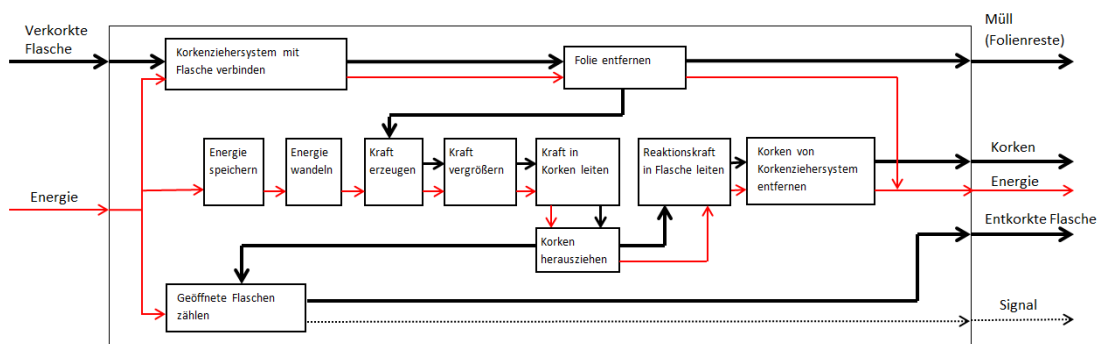 Verkorkte
Flasche
Korkenziehersystem mit
Flasche verbinden
Folie entfernen
Müll
(Folienreste)
Energie
speichern
Energie
wandeln
Kraft
erzeugen
Kraft
vergrößern
Kraft in
Korken leiten
Reaktionskraft
in Flasche leiten
Korken von
Korkenziehersystem
entfernen
Korken
Energie
Energie
Entkorkte Flasche
Korken
herausziehen
Geöffnete Flaschen
zählen
Signal